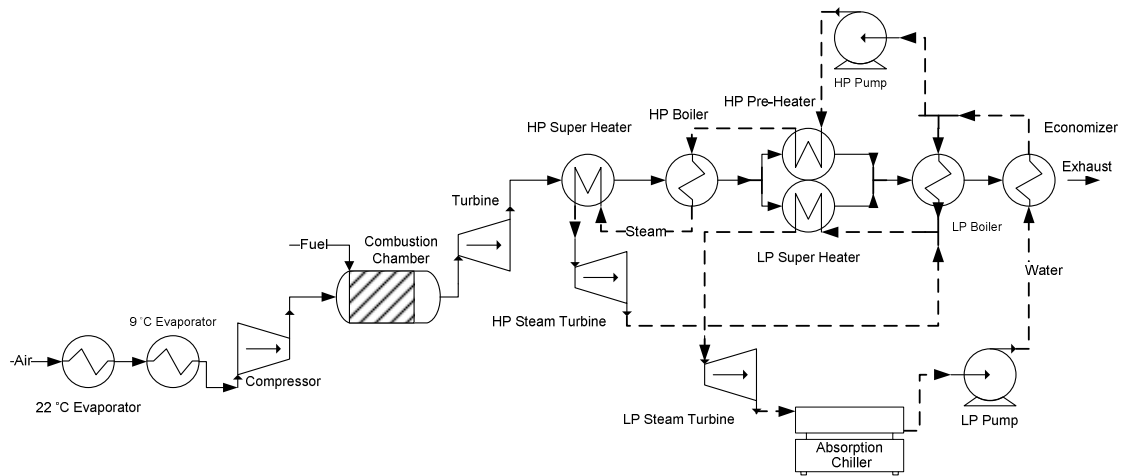 HP Pump
HP Pre-Heater
HP Boiler
HP Super Heater
Economizer
Exhaust
Turbine
Steam
LP Boiler
Fuel
Combustion
Chamber
LP Super Heater
Water
9 °C Evaporator
HP Steam Turbine
-Air
Compressor
22 °C Evaporator
LP Steam Turbine
LP Pump
Absorption
Chiller